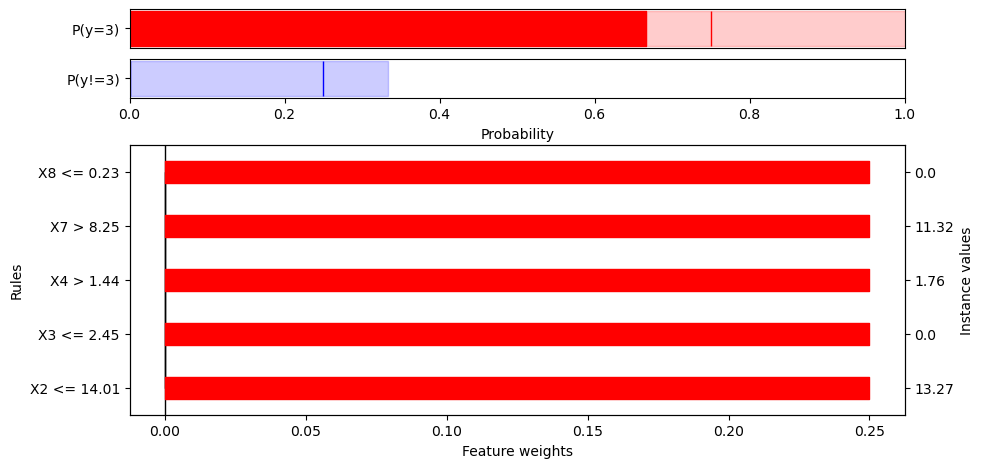 P(y=3)
P(y!=3)
0.0 0.2 0.4 0.6 0.8 1.0
Probability
X8 <= 0.23 0.0
X7 > 8.25 11.32
X4 > 1.44 1.76
X3 <= 2.45 0.0
X2 <= 14.01 13.27
Rules
Instance values
0.00 0.05 0.10 0.15 0.20 0.25
Feature weights